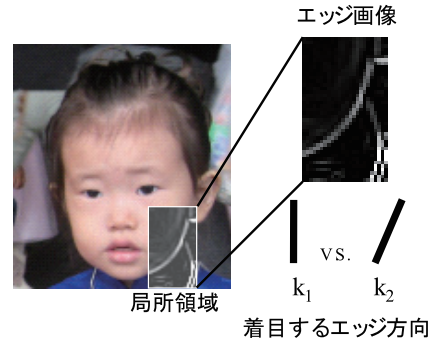 エッジ画像
局所領域
vs.
k1
k2
着目するエッジ方向